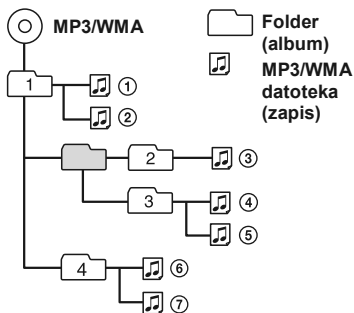 MP3/WMA
Folder
(album)
MP3/WMA
datoteka
(zapis)
1
①
②
2
③
3
④
⑤
4
⑥
⑦